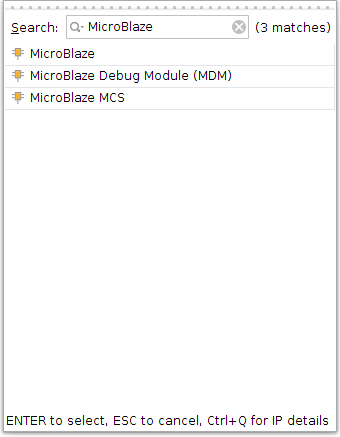 Search: MicroBlaze (3 matches)
MicroBlaze
MicroBlaze Debug Module (MDM)
MicroBlaze MCS
ENTER to select, ESC to cancel, Ctrl+Q for IP details